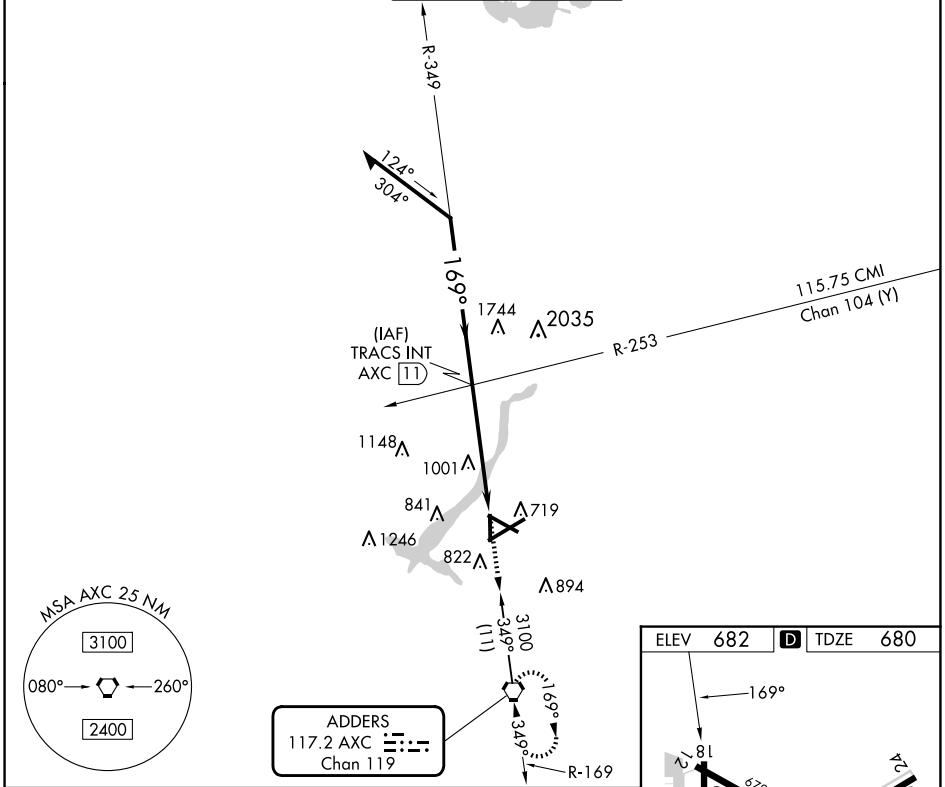 R-349
124°
304°
169°
1744
2035
115.75 CMI
Chan 104 (Y)
R-253
(IAF)
TRACS INT
AXC 11
1148
1001
841
719
1246
822
894
3100
349°
(11)
MSA AXC 25 NM
3100
080°
260°
2400
169°
349°
R-169
ADDERS
117.2 AXC
Chan 119
ELEV 682 D TDZE 680
169°
18
12
24